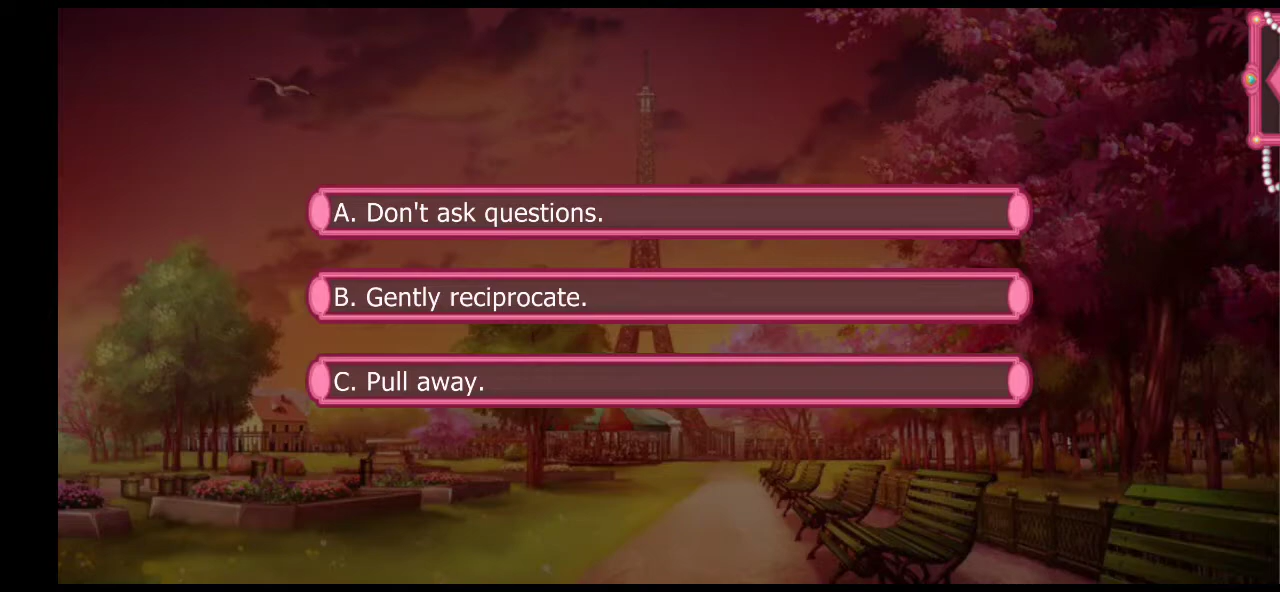 A. Don't ask questions.
B. Gently reciprocate.
C. Pull away.